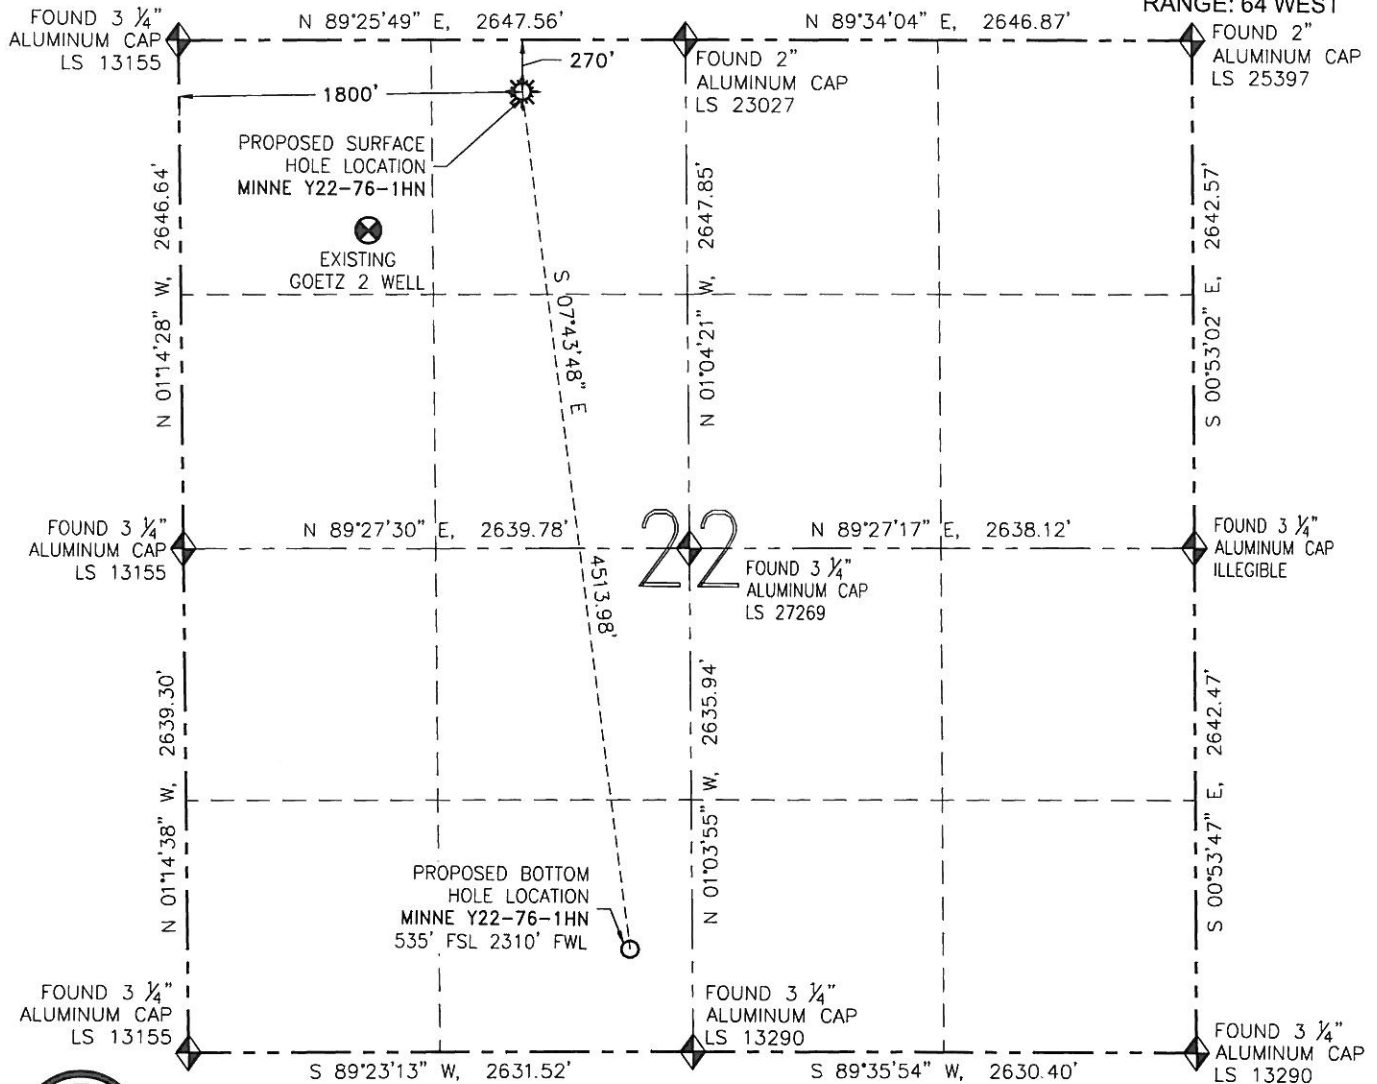 RANGE: 64 WEST
FOUND 3 ¼"
ALUMINUM CAP
LS 13155
N 89°25'49" E, 2647.56'
N 89°34'04" E, 2646.87'
FOUND 2"
ALUMINUM CAP
LS 25397
270'
FOUND 2"
ALUMINUM CAP
LS 23027
1800'
PROPOSED SURFACE
HOLE LOCATION
MINNE Y22-76-1HN
EXISTING
GOETZ 2 WELL
N 01°14'28" W, 2646.64'
S 07°43'48" E
4513.98'
N 01°04'21" W, 2647.85'
S 00°53'02" E, 2642.57'
FOUND 3 ¼"
ALUMINUM CAP
LS 13155
N 89°27'30" E, 2639.78'
22
N 89°27'17" E, 2638.12'
FOUND 3 ¼"
ALUMINUM CAP
ILLEGIBLE
FOUND 3 ¼"
ALUMINUM CAP
LS 27269
N 01°14'38" W, 2639.30'
N 01°03'55" W, 2635.94'
S 00°53'47" E, 2642.47'
PROPOSED BOTTOM
HOLE LOCATION
MINNE Y22-76-1HN
535' FSL 2310' FWL
FOUND 3 ¼"
ALUMINUM CAP
LS 13155
FOUND 3 ¼"
ALUMINUM CAP
LS 13290
FOUND 3 ¼"
ALUMINUM CAP
LS 13290
S 89°23'13" W, 2631.52'
S 89°35'54" W, 2630.40'